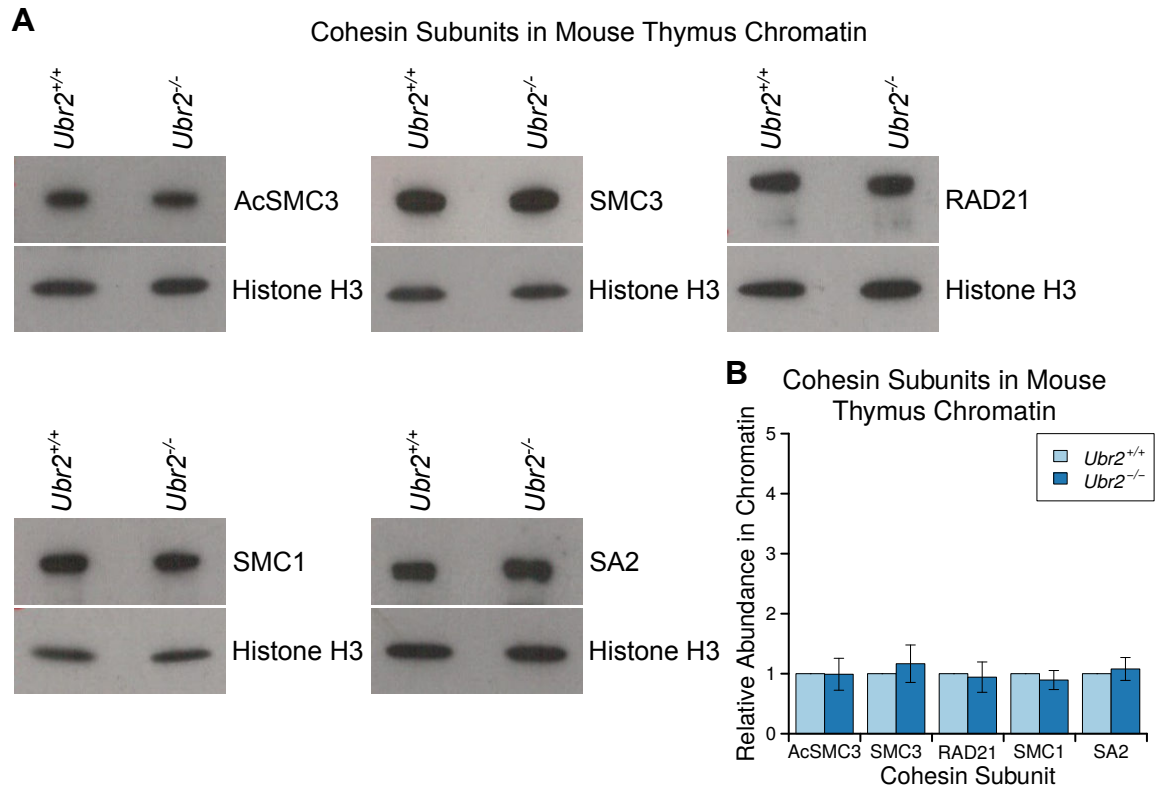 A
Cohesin Subunits in Mouse Thymus Chromatin
Ubr2+/+
Ubr2-/-
AcSMC3
Histone H3
Ubr2+/+
Ubr2-/-
SMC3
Histone H3
Ubr2+/+
Ubr2-/-
RAD21
Histone H3
Ubr2+/+
Ubr2-/-
SMC1
Histone H3
Ubr2+/+
Ubr2-/-
SA2
Histone H3
B
Cohesin Subunits in Mouse
Thymus Chromatin
Relative Abundance in Chromatin
5
4
3
2
1
0
Ubr2+/+
Ubr2−/−
AcSMC3 SMC3 RAD21 SMC1 SA2
Cohesin Subunit